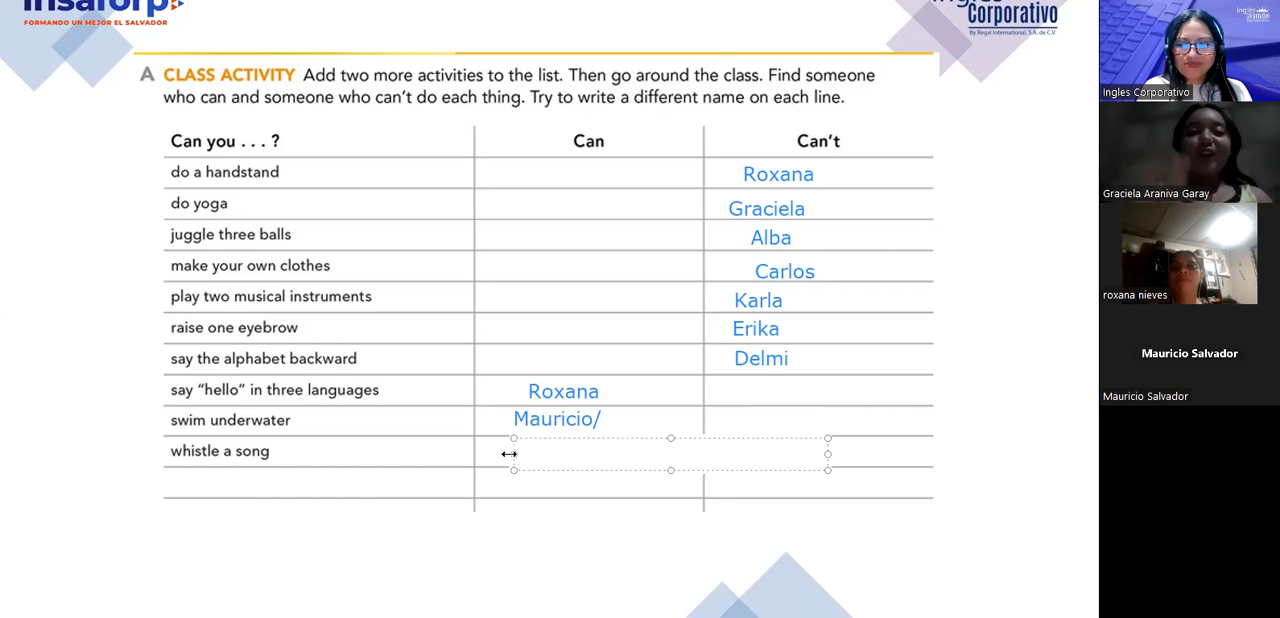 insaforp
FORMANDO UN MEJOR EL SALVADOR
Inglés
Corporativo
By Regal International, S.A. de C.V.
A CLASS ACTIVITY Add two more activities to the list. Then go around the class. Find someone
who can and someone who can't do each thing. Try to write a different name on each line.
Can you . . . ? Can Can't
do a handstand Roxana
do yoga Graciela
juggle three balls Alba
make your own clothes Carlos
play two musical instruments Karla
raise one eyebrow Erika
say the alphabet backward Delmi
say “hello” in three languages Roxana
swim underwater Mauricio/
whistle a song
Ingles Corporativo
Graciela Araniva Garay
roxana nieves
Mauricio Salvador
Mauricio Salvador